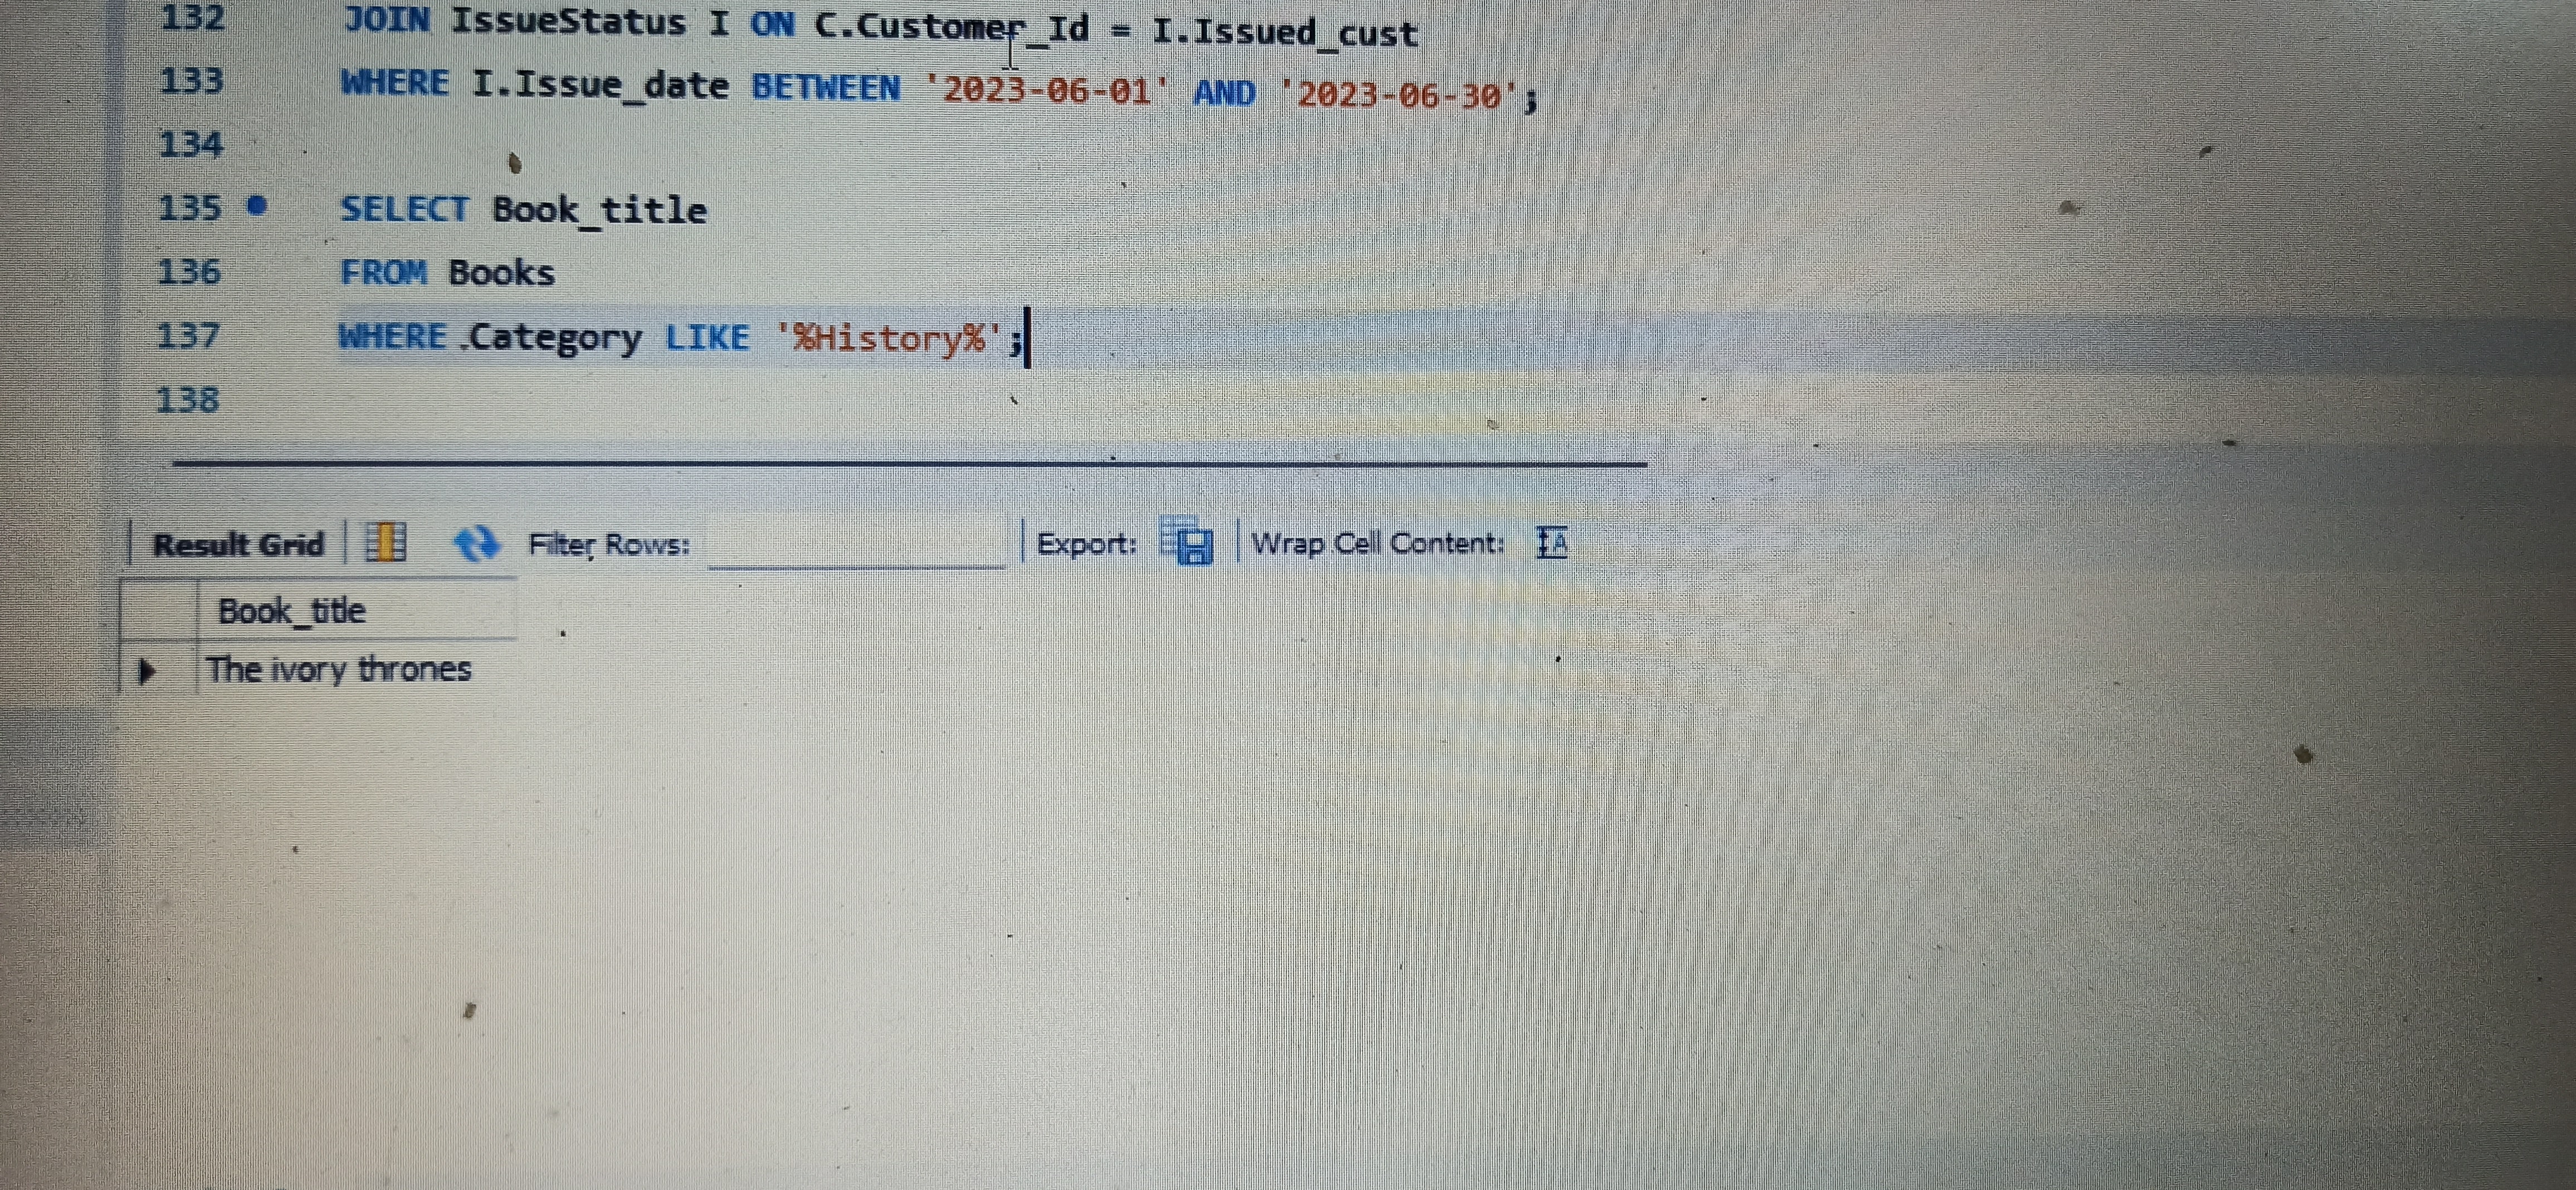 132 JOIN IssueStatus I ON C.Customer_Id = I.Issued_cust
133 WHERE I.Issue_date BETWEEN '2023-06-01' AND '2023-06-30';
134
135 SELECT Book_title
136 FROM Books
137 WHERE Category LIKE '%History%';
138
Result Grid Filter Rows: Export: Wrap Cell Content: IA
Book_title
The ivory thrones